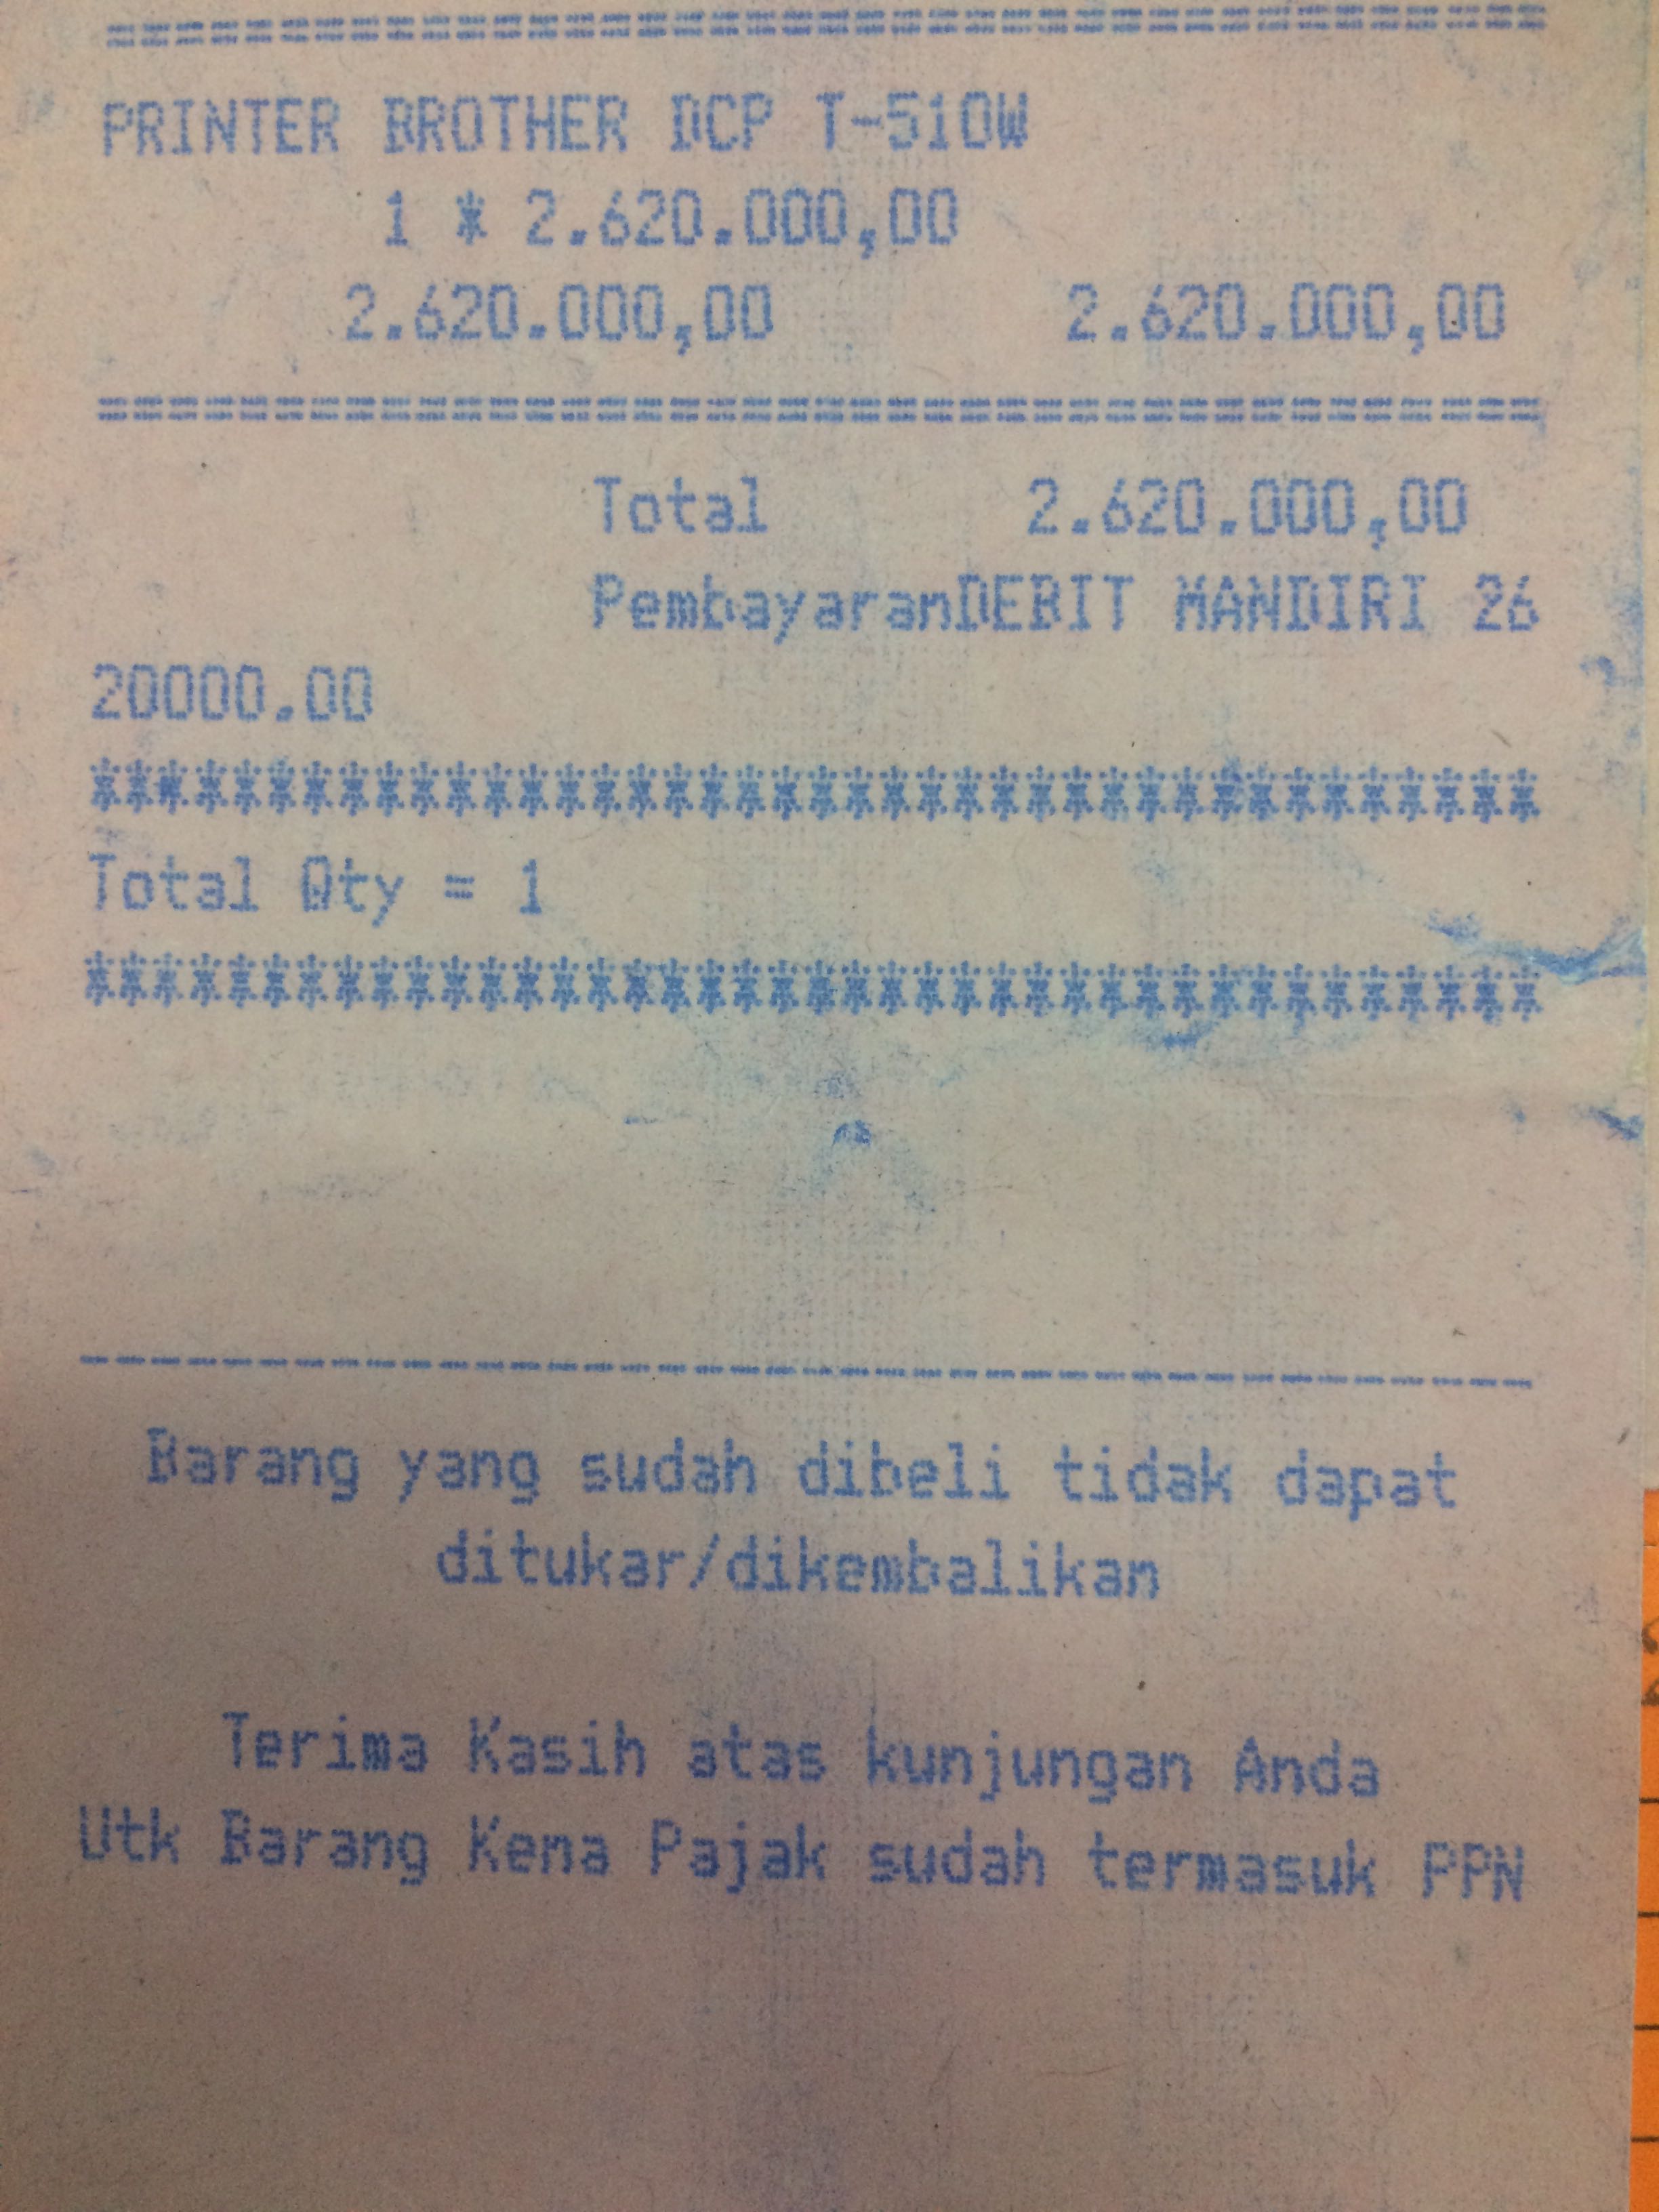 ========================================
PRINTER BROTHER DCP T-510W
1 * 2.620.000,00
2.620.000,00 2.620.000,00
========================================
Total 2.620.000,00
PembayaranDEBIT MANDIRI 26
20000.00
****************************************
Total Qty = 1
****************************************
----------------------------------------
Barang yang sudah dibeli tidak dapat
ditukar/dikembalikan
Terima Kasih atas kunjungan Anda
Utk Barang Kena Pajak sudah termasuk PPN